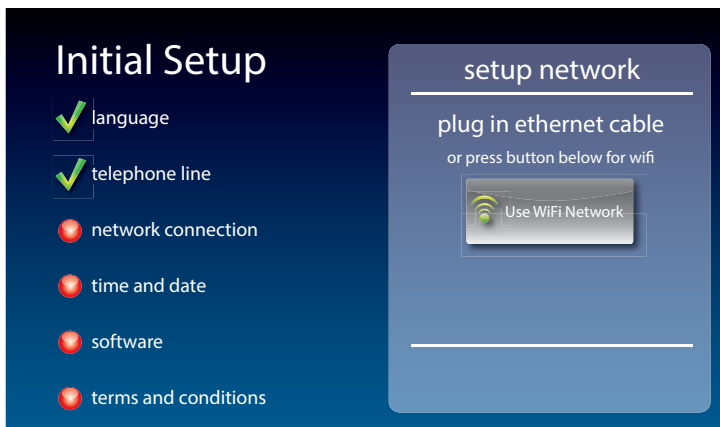 Initial Setup
language
telephone line
network connection
time and date
software
terms and conditions
setup network
plug in ethernet cable
or press button below for wifi
Use WiFi Network